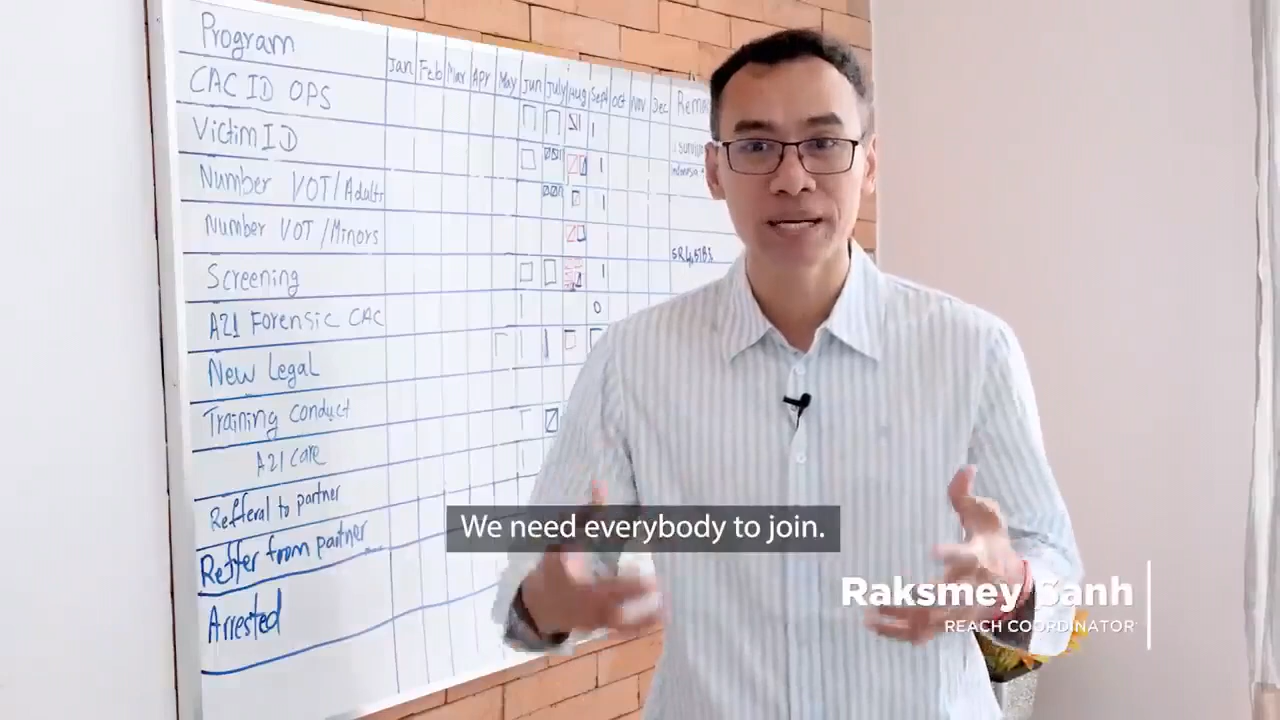 Program
Jan Feb Mar Apr May Jun July Aug Sept Oct Nov Dec
CAC ID OPS
Victim ID
Number VOT/Adults
Number VOT/Minors
Screening
A21 Forensic CAC
New Legal
Training conduct
A21 Care
Refferal to partner
Reffer from partner
Arrested
We need everybody to join.
Raksmey Sanh
REACH COORDINATOR